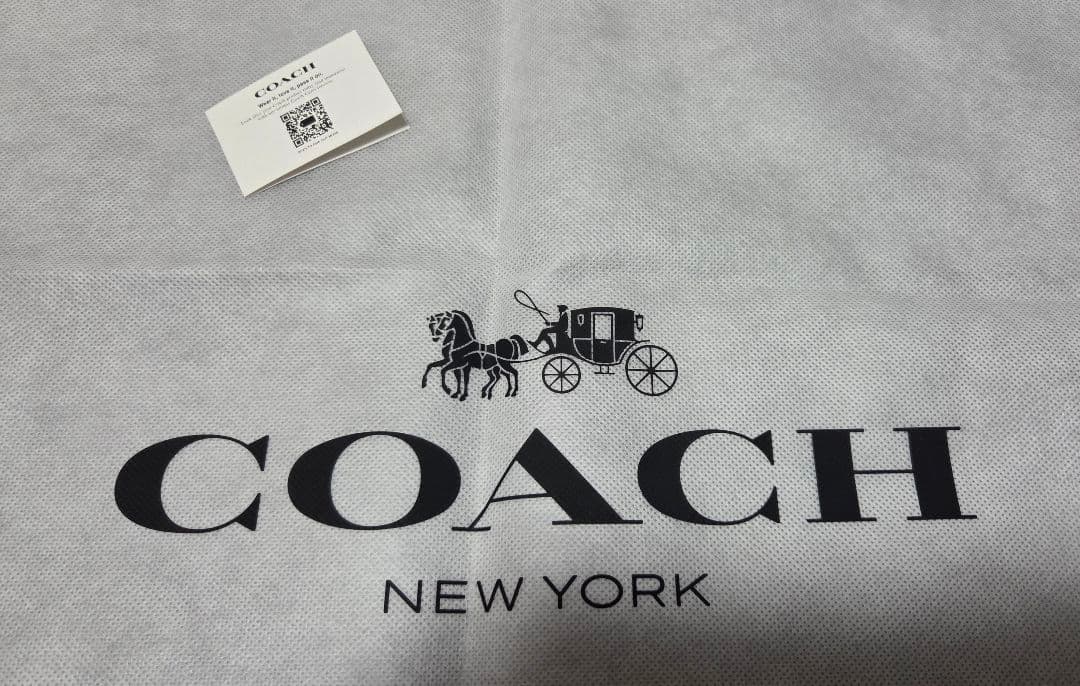 COACH
Wear it, love it, pass it on.
COACH
NEW YORK